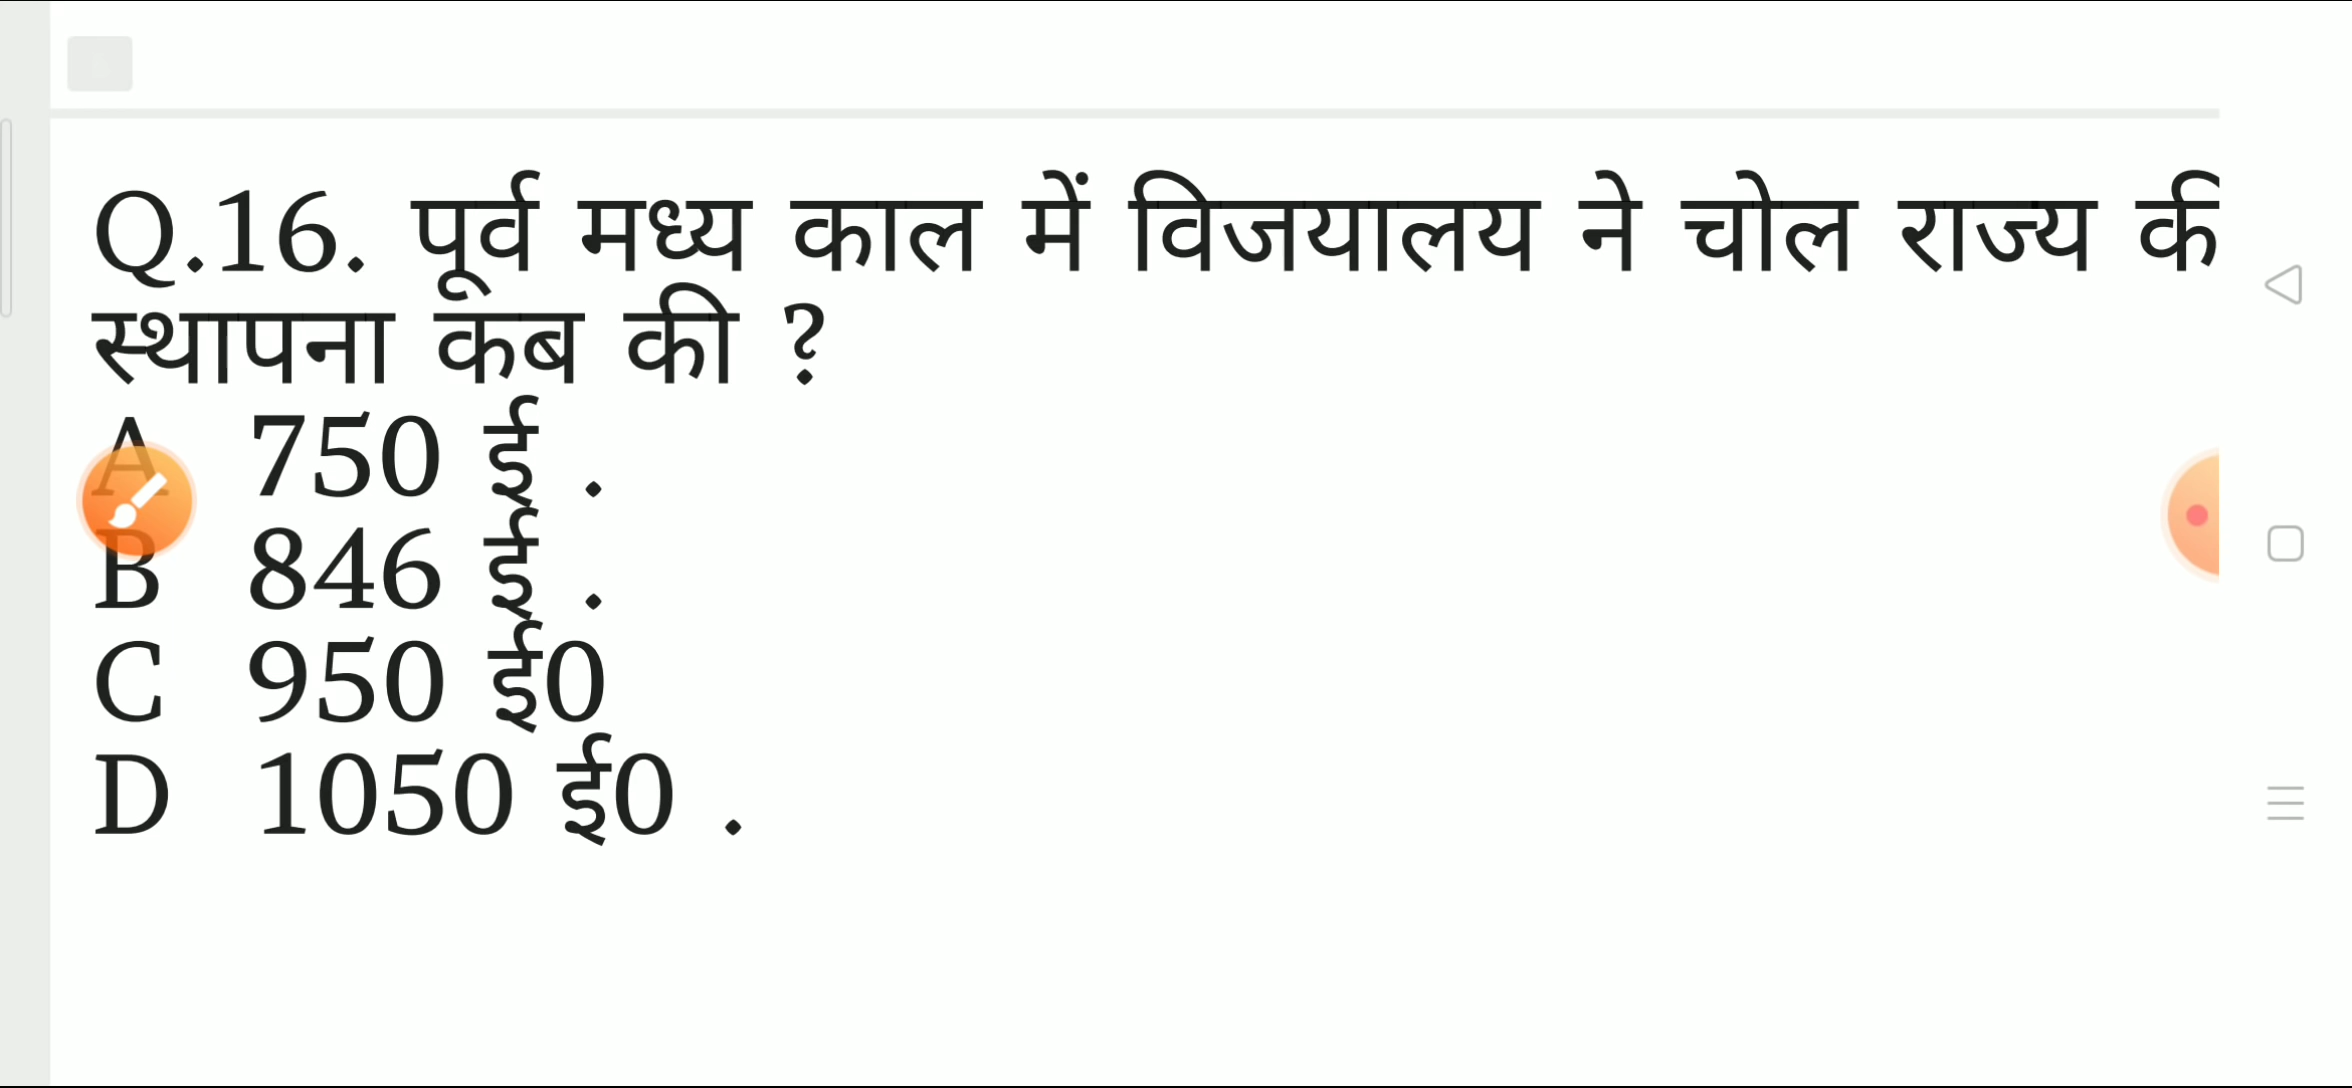 Q.16. पूर्व मध्य काल में विजयालय ने चोल राज्य की
स्थापना कब की ?
A 750 ई .
B 846 ई .
C 950 ई0
D 1050 ई0 .